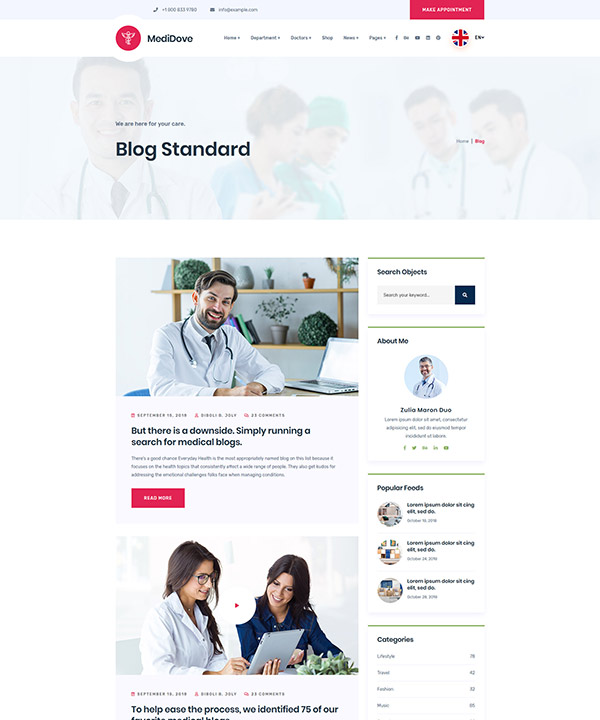 +1 800 833 9780 info@example.com MAKE APPOINTMENT
MediDove Home + Department + Doctors + Shop News + Pages + EN
We are here for your care.
Blog Standard
Home | Blog
Search Objects
Search your keyword...
SEPTEMBER 15, 2018 DIBOLI B. JOLY 23 COMMENTS
But there is a downside. Simply running a
search for medical blogs.
There's a good chance Everyday Health is the most appropriately named blog on this list because it
focuses on the health topics that consistently affect a wide range of people. They also get kudos for
addressing the emotional challenges folks face when managing conditions.
READ MORE
About Me
Zulia Maron Duo
Lorem ipsum dolor sit amet, consectetur
adipisicing elit, sed do eiusmod tempor
incididunt ut labore.
Popular Feeds
Lorem ipsum dolor sit cing
elit, sed do.
October 19, 2018
Lorem ipsum dolor sit cing
elit, sed do.
October 24, 2018
Lorem ipsum dolor sit cing
elit, sed do.
October 28, 2018
Categories
Lifestyle 78
Travel 42
Fashion 32
Music 65
SEPTEMBER 15, 2018 DIBOLI B. JOLY 23 COMMENTS
To help ease the process, we identified 75 of our
favorite medical blogs